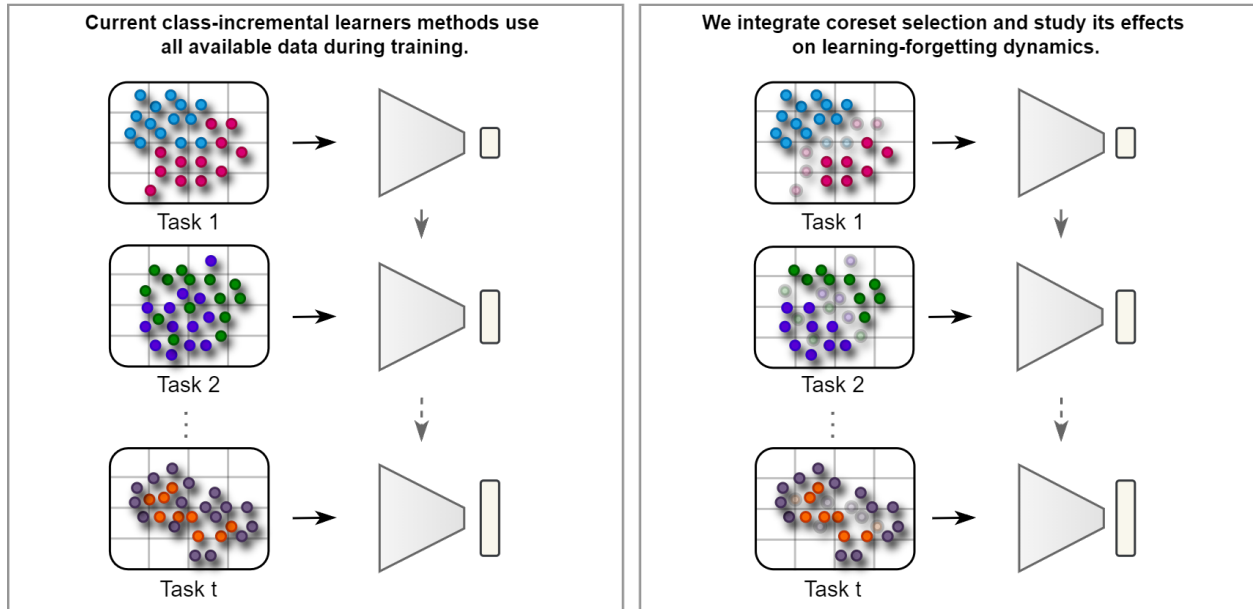 Current class-incremental learners methods use
all available data during training.
Task 1
Task 2
Task t
We integrate coreset selection and study its effects
on learning-forgetting dynamics.
Task 1
Task 2
Task t